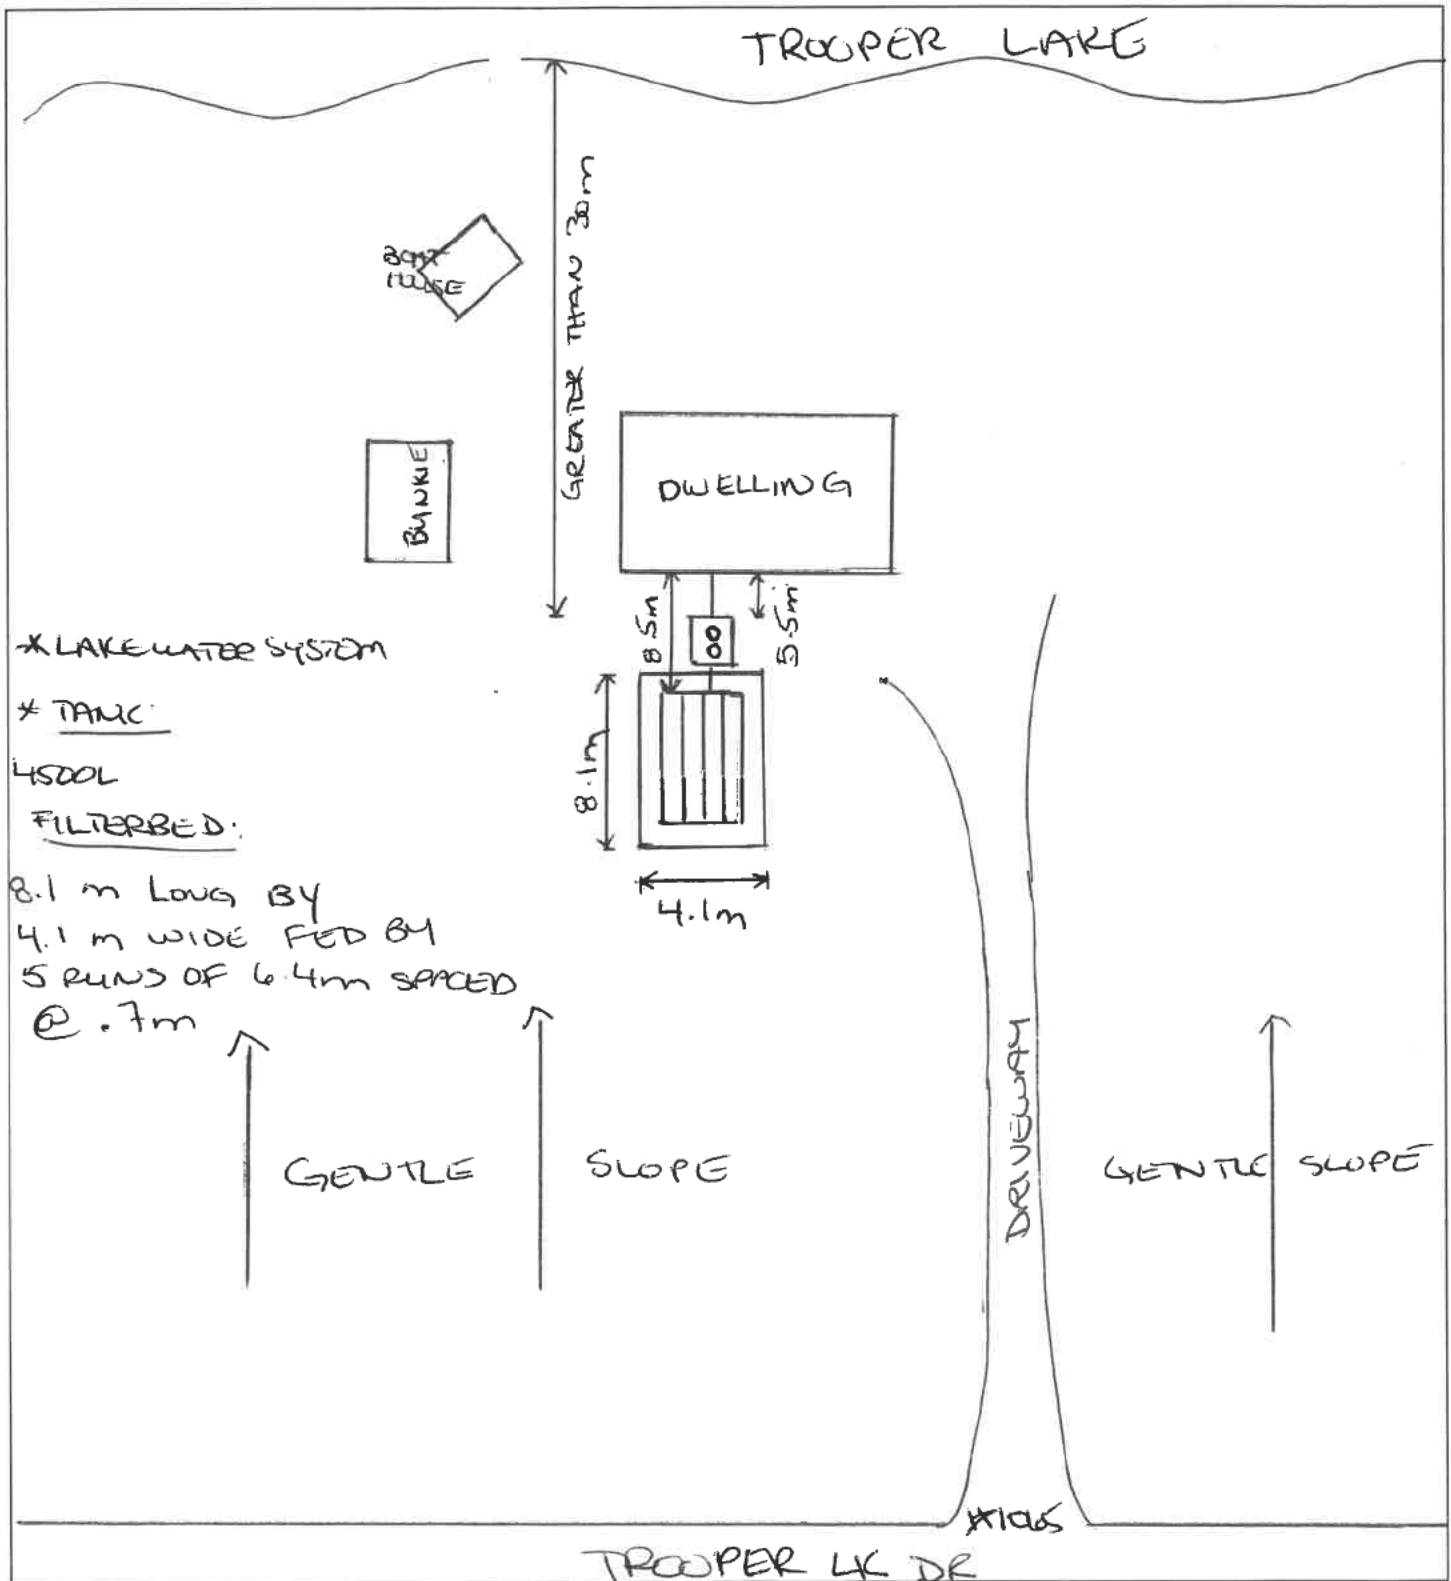 TROOPER LAKE
BOAT
HOUSE
GREATER THAN 30m
BUNKIE
DWELLING
8.5m
5.5m
* LAKEWATER SYSTEM
* TANK
4500L
FILTERBED:
8.1m
8.1 m LONG BY
4.1 m WIDE FED BY
5 RUNS OF 6.4m SPACED
@ .7m
4.1m
GENTLE SLOPE
DRIVEWAY
GENTLE SLOPE
#1065
TROOPER LK DR